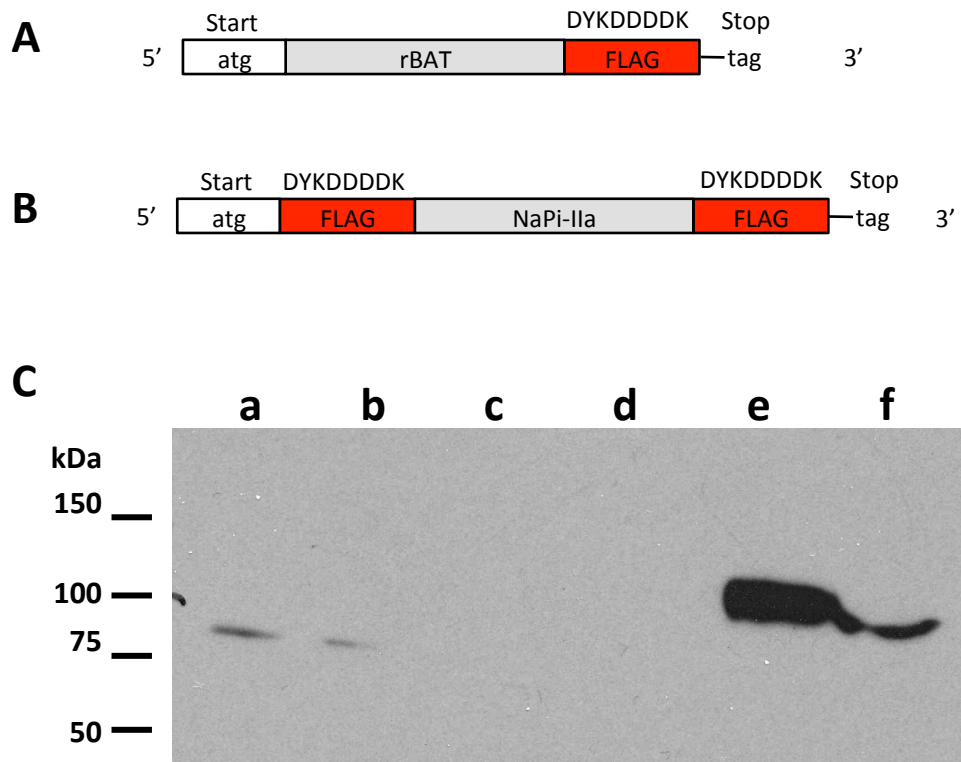 A
Start DYKDDDDK Stop
5’ atg rBAT FLAG tag 3’
B
Start DYKDDDDK DYKDDDDK Stop
5’ atg FLAG NaPi-IIa FLAG tag 3’
C
a b c d e f
kDa
150
100
75
50